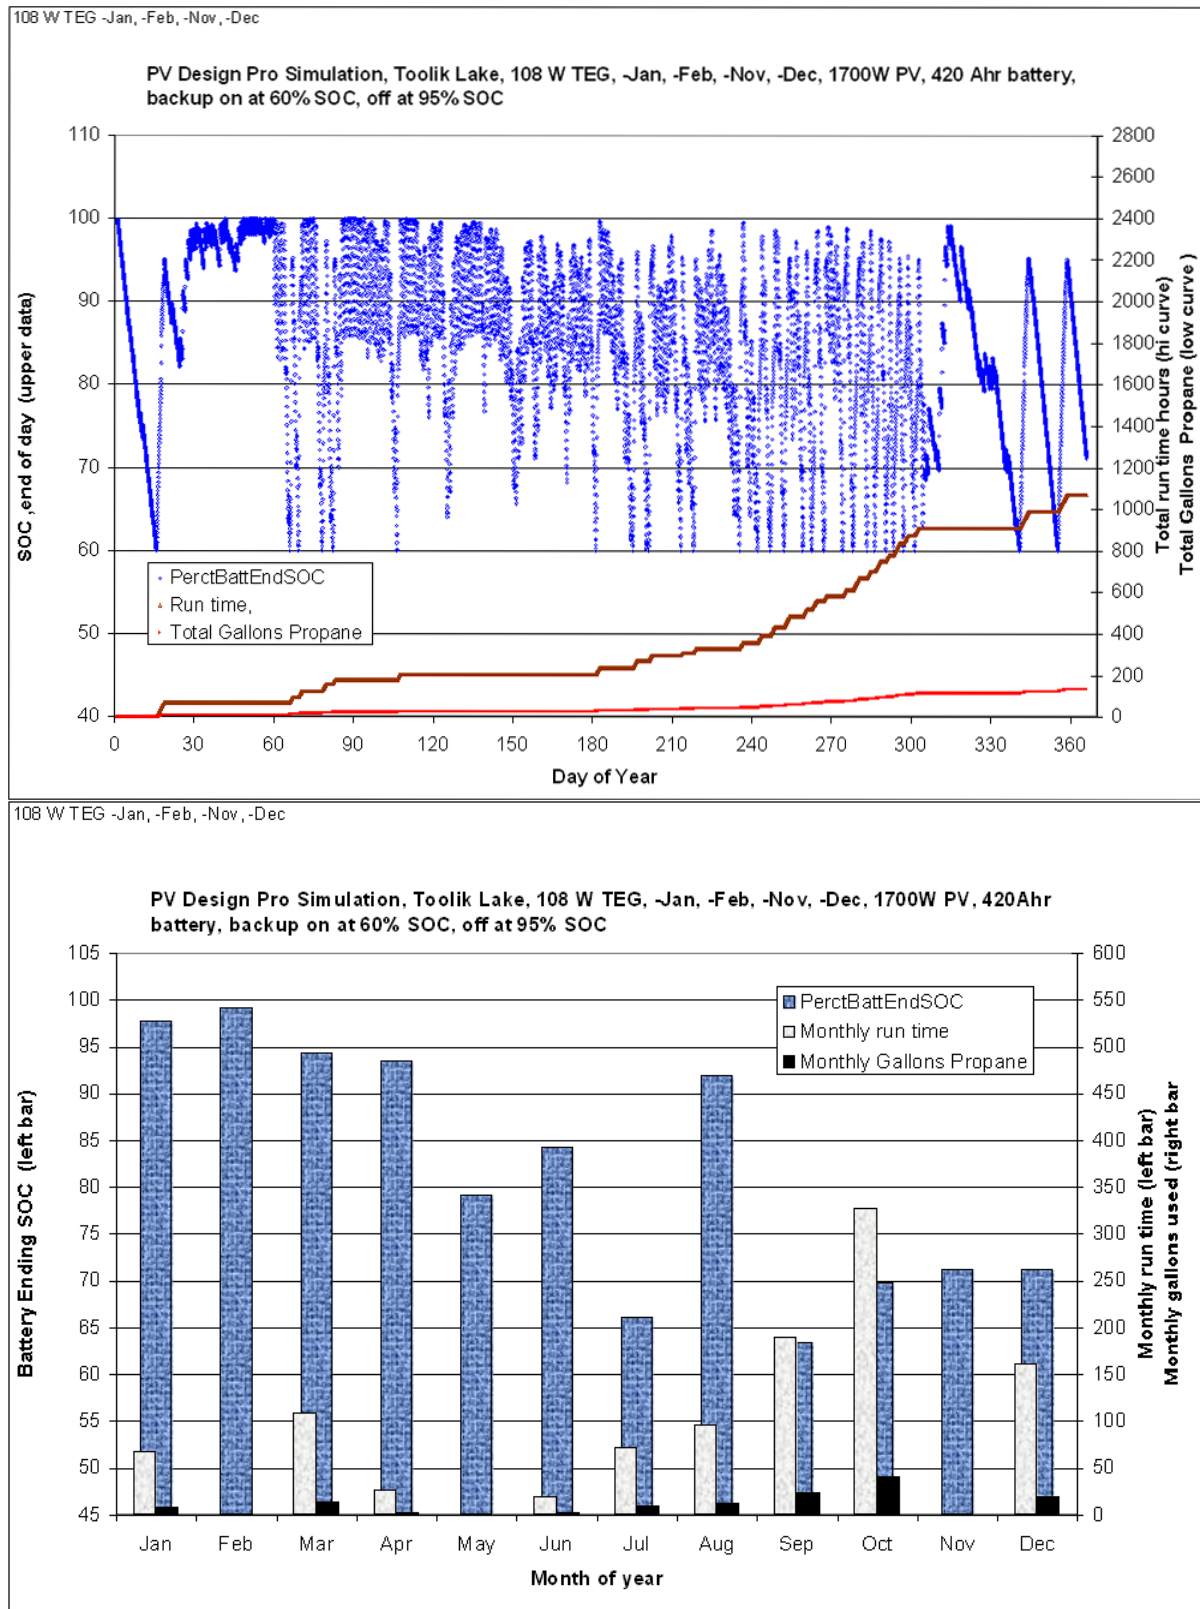 108 W TEG -Jan, -Feb, -Nov, -Dec
PV Design Pro Simulation, Toolik Lake, 108 W TEG, -Jan, -Feb, -Nov, -Dec, 1700W PV, 420 Ahr battery,
backup on at 60% SOC, off at 95% SOC
110
100
90
80
70
60
50
40
SOC ,end of day (upper data)
2800
2600
2400
2200
2000
1800
1600
1400
1200
1000
800
600
400
200
0
Total run time hours (hi curve)
Total Gallons Propane (low curve )
PerctBattEndSOC
Run time,
Total Gallons Propane
0 30 60 90 120 150 180 210 240 270 300 330 360
Day of Year
108 W TEG -Jan, -Feb, -Nov, -Dec
PV Design Pro Simulation, Toolik Lake, 108 W TEG, -Jan, -Feb, -Nov, -Dec, 1700W PV, 420Ahr
battery, backup on at 60% SOC, off at 95% SOC
105
100
95
90
85
80
75
70
65
60
55
50
45
Battery Ending SOC (left bar)
600
550
500
450
400
350
300
250
200
150
100
50
0
Monthly run time (left bar)
Monthly gallons used (right bar
PerctBattEndSOC
Monthly run time
Monthly Gallons Propane
Jan Feb Mar Apr May Jun Jul Aug Sep Oct Nov Dec
Month of year